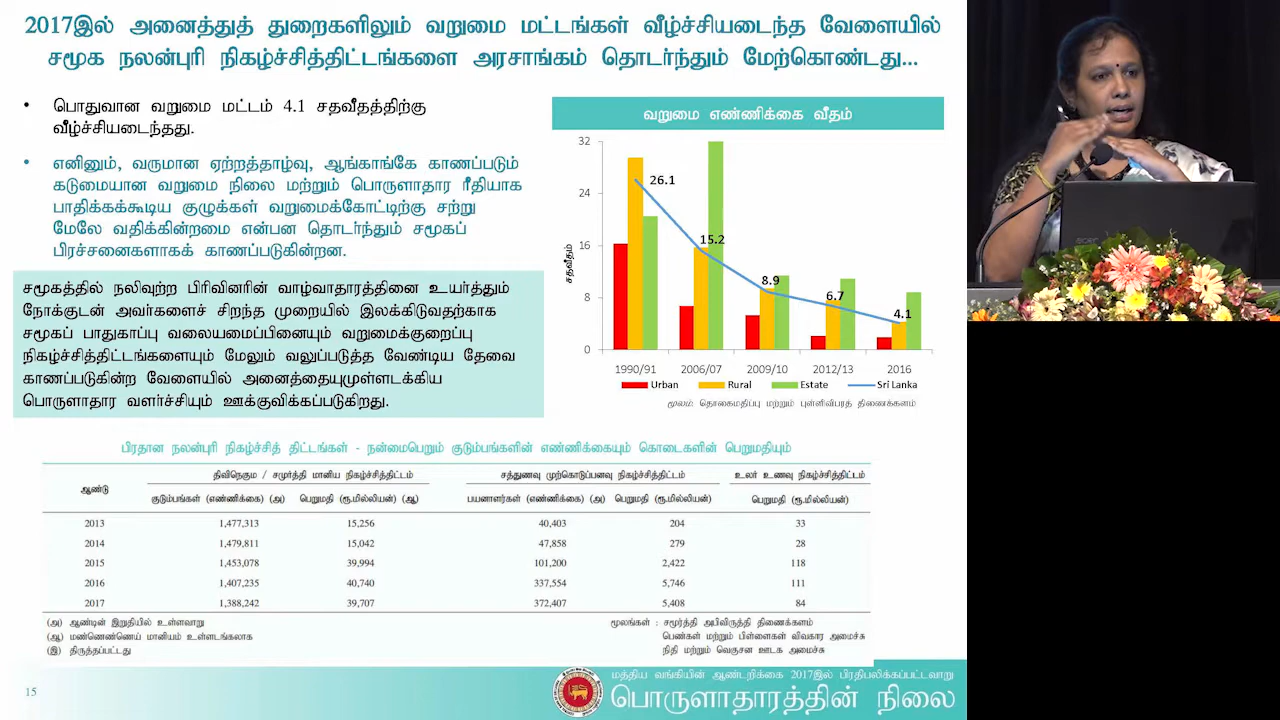 2017இல் அனைத்துத் துறைகளிலும் வறுமை மட்டங்கள் வீழ்ச்சியடைந்த வேளையில்
சமூக நலன்புரி நிகழ்ச்சித்திட்டங்களை அரசாங்கம் தொடர்ந்தும் மேற்கொண்டது...
• பொதுவான வறுமை மட்டம் 4.1 சதவீதத்திற்கு
வீழ்ச்சியடைந்தது.
• எனினும், வருமான ஏற்றத்தாழ்வு, ஆங்காங்கே காணப்படும்
கடுமையான வறுமை நிலை மற்றும் பொருளாதார ரீதியாக
பாதிக்கக்கூடிய குழுக்கள் வறுமைக்கோட்டிற்கு சற்று
மேலே வதிக்கின்றமை என்பன தொடர்ந்தும் சமூகப்
பிரச்சனைகளாகக் காணப்படுகின்றன.
சமூகத்தில் நலிவுற்ற பிரிவினரின் வாழ்வாதாரத்தினை உயர்த்தும்
நோக்குடன் அவர்களைச் சிறந்த முறையில் இலக்கிடுவதற்காக
சமூகப் பாதுகாப்பு வலையமைப்பினையும் வறுமைக்குறைப்பு
நிகழ்ச்சித்திட்டங்களையும் மேலும் வலுப்படுத்த வேண்டிய தேவை
காணப்படுகின்ற வேளையில் அனைத்தையுமுள்ளடக்கிய
பொருளாதார வளர்ச்சியும் ஊக்குவிக்கப்படுகிறது.
வறுமை எண்ணிக்கை வீதம்
சதவீதம்
32
24
16
8
0
26.1
15.2
8.9
6.7
4.1
1990/91 2006/07 2009/10 2012/13 2016
Urban Rural Estate Sri Lanka
மூலம்: தொகைமதிப்பு மற்றும் புள்ளிவிபரத் திணைக்களம்
பிரதான நலன்புரி நிகழ்ச்சித் திட்டங்கள் - நன்மைபெறும் குடும்பங்களின் எண்ணிக்கையும் கொடைகளின் பெறுமதியும்
ஆண்டு திவிநெகும / சமுர்த்தி மானிய நிகழ்ச்சித்திட்டம் சத்துணவு முற்கொடுப்பனவு நிகழ்ச்சித்திட்டம் உலர் உணவு நிகழ்ச்சித்திட்டம்
குடும்பங்கள் (எண்ணிக்கை) (அ) பெறுமதி (ரூ.மில்லியன்) (ஆ) பயனாளர்கள் (எண்ணிக்கை) (அ) பெறுமதி (ரூ.மில்லியன்) பெறுமதி (ரூ.மில்லியன்)
2013 1,477,313 15,256 40,403 204 33
2014 1,479,811 15,042 47,858 279 28
2015 1,453,078 39,994 101,200 2,422 118
2016 1,407,235 40,740 337,554 5,746 111
2017 1,388,242 39,707 372,407 5,408 84
(அ) ஆண்டின் இறுதியில் உள்ளவாறு
(ஆ) மண்ணெண்ணெய் மானியம் உள்ளடங்கலாக
(இ) திருத்தப்பட்டது
மூலங்கள் : சமுர்த்தி அபிவிருத்தி திணைக்களம்
பெண்கள் மற்றும் பிள்ளைகள் விவகார அமைச்சு
நிதி மற்றும் வெகுசன ஊடக அமைச்சு
15
மத்திய வங்கியின் ஆண்டறிக்கை 2017இல் பிரதிபலிக்கப்பட்டவாறு
பொருளாதாரத்தின் நிலை